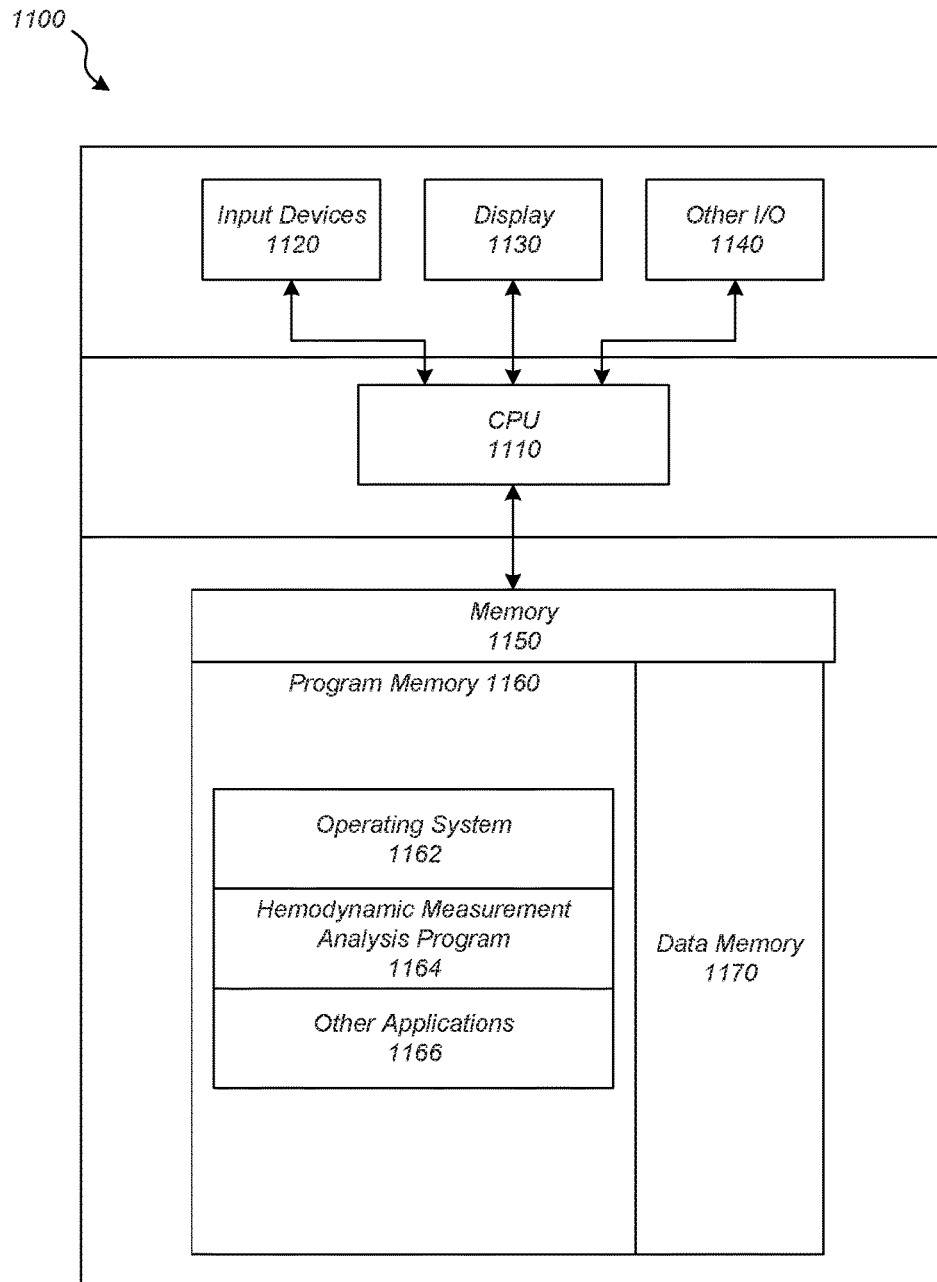 1100
Input Devices
1120
Display
1130
Other I/O
1140
CPU
1110
Memory
1150
Program Memory 1160
Operating System
1162
Hemodynamic Measurement
Analysis Program
1164
Other Applications
1166
Data Memory
1170